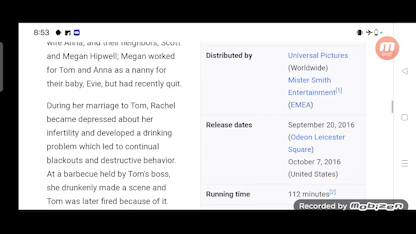 8:53
wife Anna, and their neighbors, Scott
and Megan Hipwell; Megan worked
for Tom and Anna as a nanny for
their baby, Evie, but had recently quit.
During her marriage to Tom, Rachel
became depressed about her
infertility and developed a drinking
problem which led to continual
blackouts and destructive behavior.
At a barbecue held by Tom's boss,
she drunkenly made a scene and
Tom was later fired because of it.
Distributed by
Universal Pictures
(Worldwide)
Mister Smith
Entertainment[1]
(EMEA)
Release dates
September 20, 2016
(Odeon Leicester
Square)
October 7, 2016
(United States)
Running time
112 minutes[2]
Recorded by Mobizen